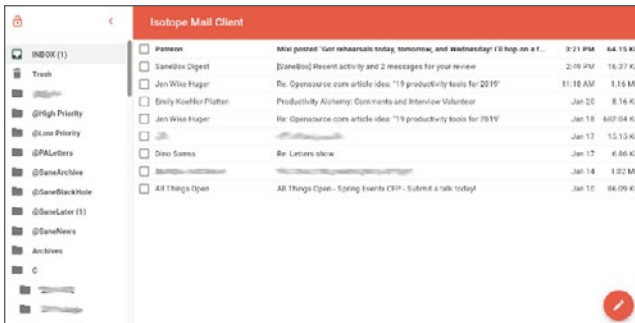 Isotope Mail Client
INBOX (1)
Trash
@High Priority
@Low Priority
@PALetters
@SaneArchive
@SaneBlackHole
@SaneLater (1)
@SaneNews
Archives
C
Patreon Mixi posted "Got rehearsals today, tomorrow, and Wednesday! I'll hop on a f... 3:21 PM 64.15 K
SaneBox Digest [SaneBox] Recent activity and 2 messages for your review 2:49 PM 16.37 K
Jen Wike Huger Re: Opensource.com article idea: "19 productivity tools for 2019" 11:18 AM 1.16 M
Emily Koehler Platten Productivity Alchemy: Comments and Interview Volunteer Jan 20 8.16 K
Jen Wike Huger Re: Opensource.com article idea: "19 productivity tools for 2019" Jan 18 682.04 K
Jan 17 15.15 K
Dino Re: Letters show Jan 17 6.86 K
Jan 14 1.02 M
All Things Open All Things Open - Spring Events CFP - Submit a talk today! Jan 10 86.09 K